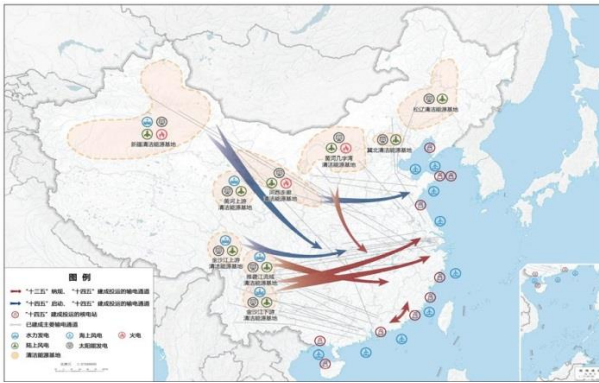 松辽清洁能源基地
冀北清洁能源基地
黄河几字湾
清洁能源基地
新疆清洁能源基地
河西走廊
清洁能源基地
黄河上游
清洁能源基地
金沙江上游
清洁能源基地
雅砻江流域
清洁能源基地
金沙江下游
清洁能源基地
图 例
“十三五”纳规、“十四五”建成投运的输电通道
“十四五”启动、“十四五”建成投运的输电通道
“十四五”建成投运的核电站
已建成主要输电通道
水力发电
海上风电
火电
陆上风电
太阳能发电
清洁能源基地